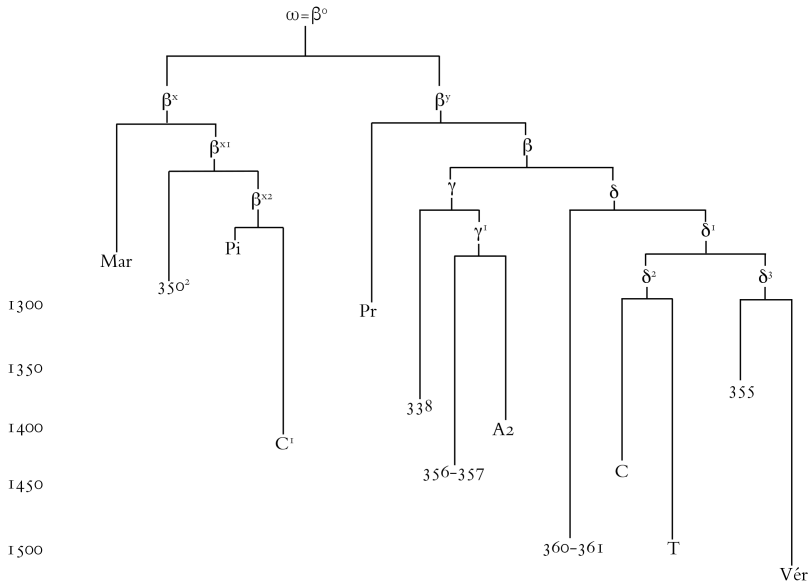 ω=β⁰
βˣ βʸ
βˣ¹ β
γ δ
βˣ²
γ¹ δ¹
Pi
Mar
δ² δ³
350²
1300
Pr
1350
355
338
1400 A2
C¹
C
356-357
1450
360-361 T
1500
Vér